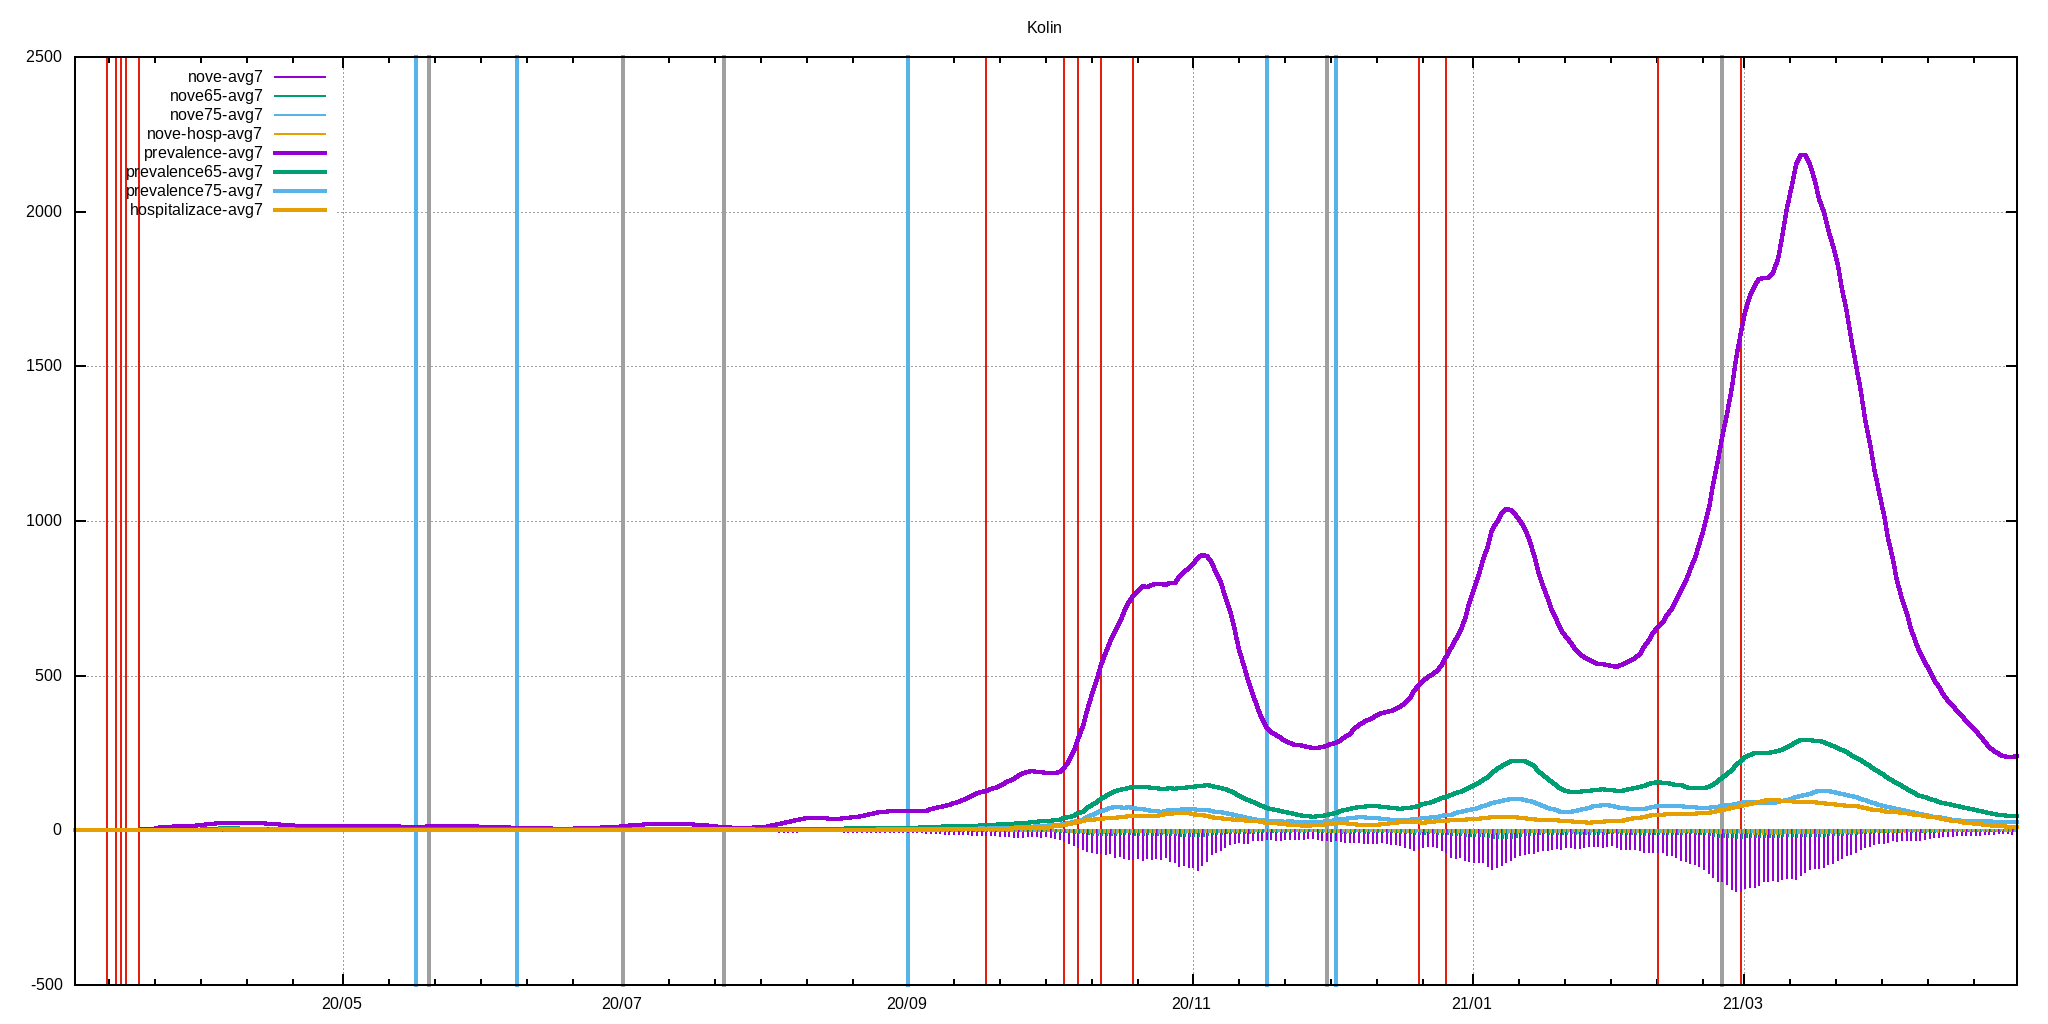 Kolin
2500
2000
1500
1000
500
0
-500
nove-avg7
nove65-avg7
nove75-avg7
nove-hosp-avg7
prevalence-avg7
prevalence65-avg7
prevalence75-avg7
hospitalizace-avg7
20/05
20/07
20/09
20/11
21/01
21/03